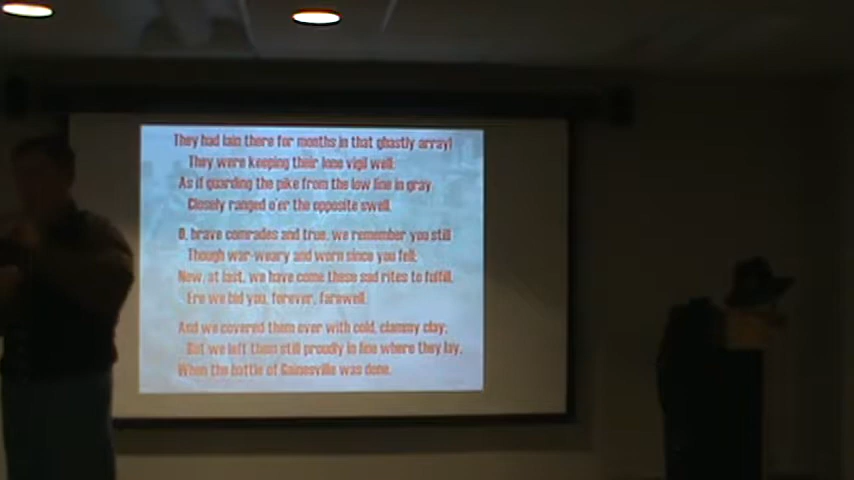 They had lain there for months in that ghastly array!
They were keeping their lone vigil well;
As if guarding the pike from the low line in gray
Closely ranged o'er the opposite swell.
O, brave comrades and true, we remember you still
Though war-weary and worn since you fell;
Now, at last, we have come these sad rites to fulfill,
Ere we bid you, forever, farewell.
And we covered them over with cold, clammy clay;
But we left them still proudly in line where they lay,
When the battle of Gainesville was done.